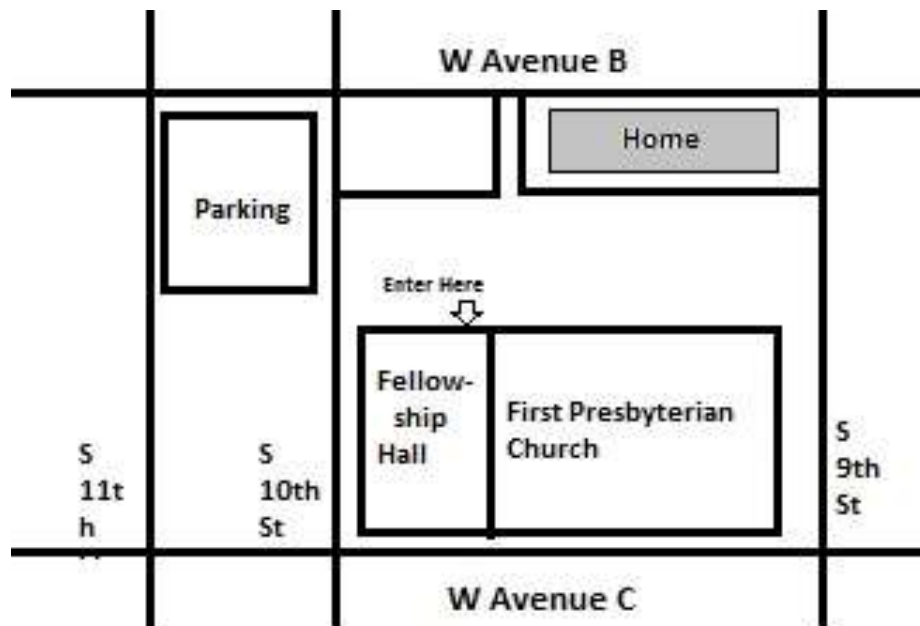 W Avenue B
Home
Parking
Enter Here
Fellow-
ship
Hall
First Presbyterian
Church
S
11t
h
S
10th
St
S
9th
St
W Avenue C